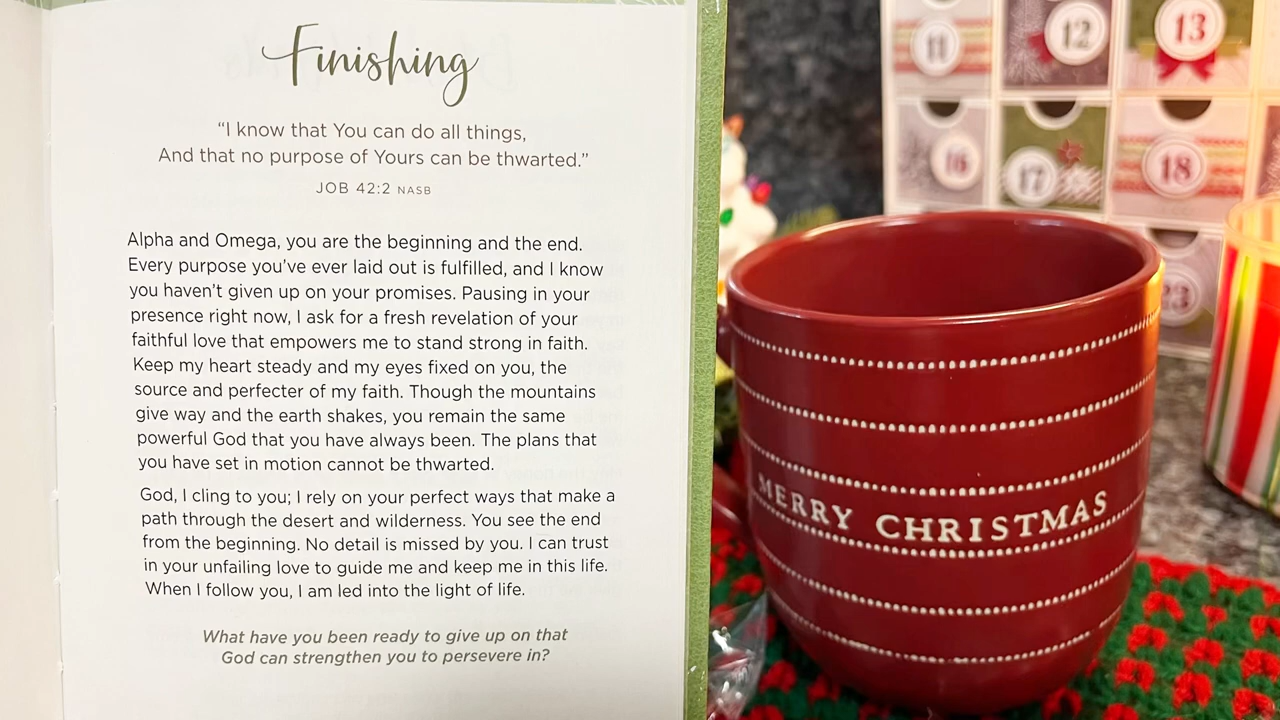 Finishing
“I know that You can do all things,
And that no purpose of Yours can be thwarted.”
JOB 42:2 NASB
Alpha and Omega, you are the beginning and the end.
Every purpose you’ve ever laid out is fulfilled, and I know
you haven’t given up on your promises. Pausing in your
presence right now, I ask for a fresh revelation of your
faithful love that empowers me to stand strong in faith.
Keep my heart steady and my eyes fixed on you, the
source and perfecter of my faith. Though the mountains
give way and the earth shakes, you remain the same
powerful God that you have always been. The plans that
you have set in motion cannot be thwarted.
God, I cling to you; I rely on your perfect ways that make a
path through the desert and wilderness. You see the end
from the beginning. No detail is missed by you. I can trust
in your unfailing love to guide me and keep me in this life.
When I follow you, I am led into the light of life.
What have you been ready to give up on that
God can strengthen you to persevere in?
11 12 13
16 17 18
23
MERRY CHRISTMAS